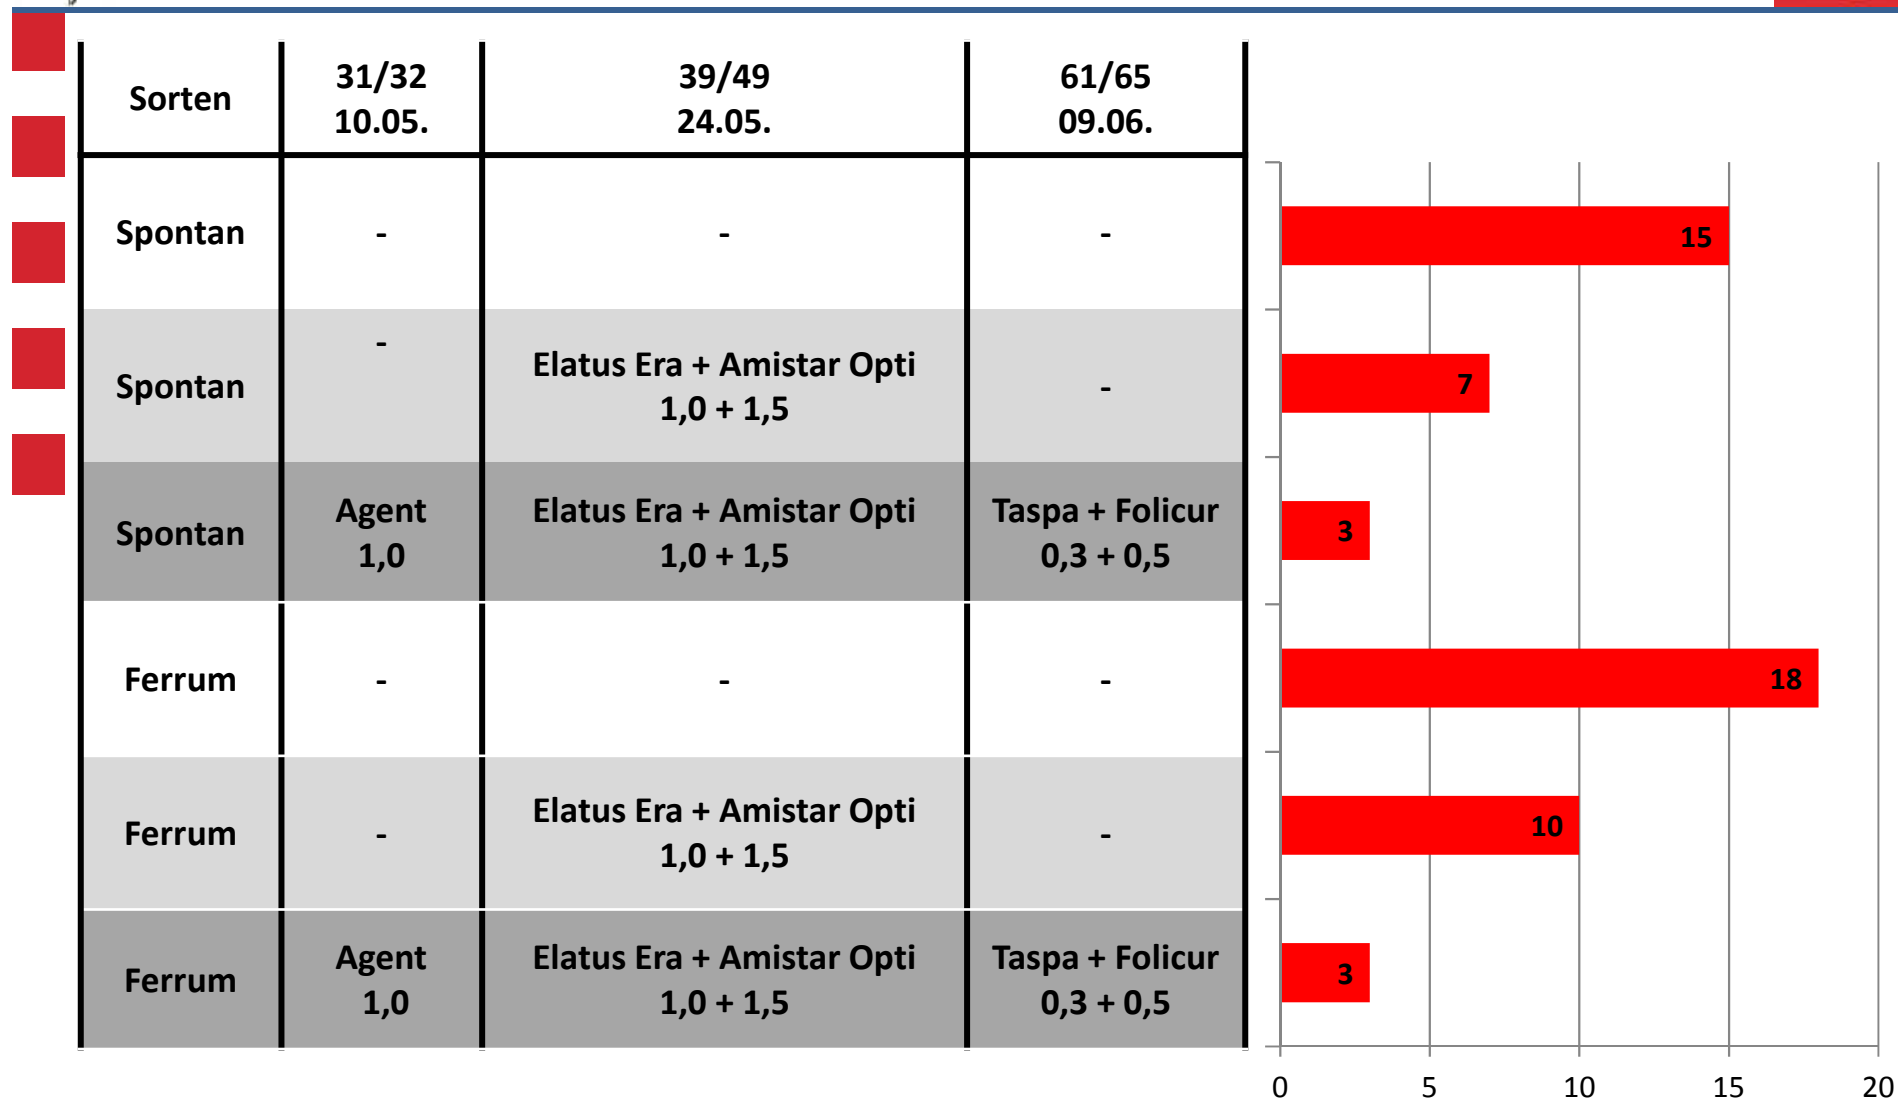 Sorten
31/32
10.05.
39/49
24.05.
61/65
09.06.
Spontan
-
-
-
15
Spontan
-
Elatus Era + Amistar Opti
1,0 + 1,5
-
7
Spontan
Agent
1,0
Elatus Era + Amistar Opti
1,0 + 1,5
Taspa + Folicur
0,3 + 0,5
3
Ferrum
-
-
-
18
Ferrum
-
Elatus Era + Amistar Opti
1,0 + 1,5
-
10
Ferrum
Agent
1,0
Elatus Era + Amistar Opti
1,0 + 1,5
Taspa + Folicur
0,3 + 0,5
3
0 5 10 15 20